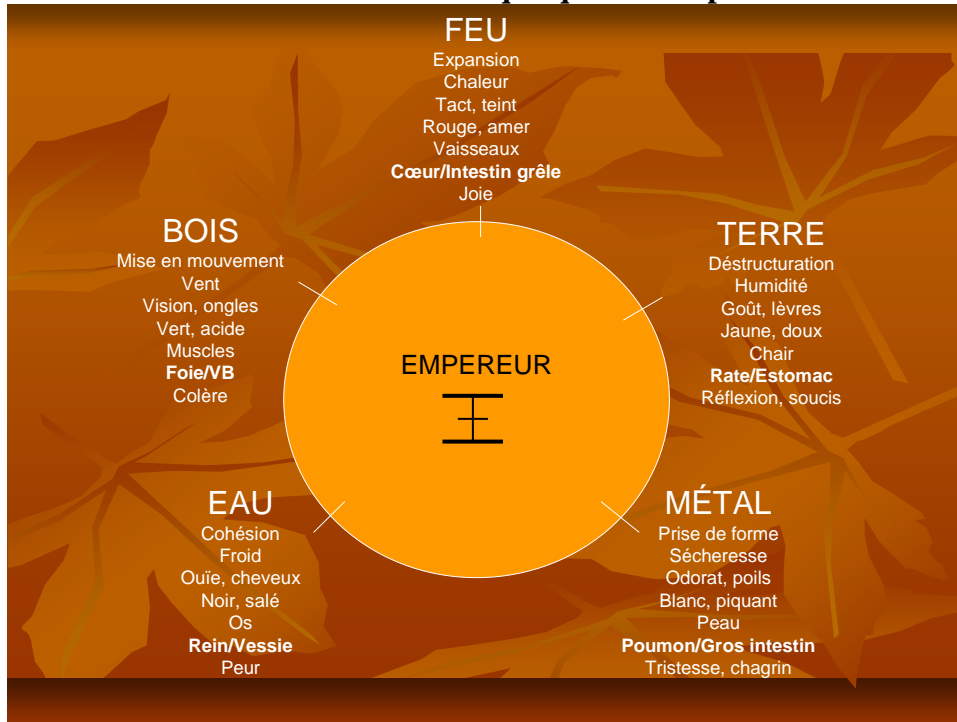 FEU
Expansion
Chaleur
Tact, teint
Rouge, amer
Vaisseaux
Cœur/Intestin grêle
Joie
BOIS
Mise en mouvement
Vent
Vision, ongles
Vert, acide
Muscles
Foie/VB
Colère
TERRE
Déstructuration
Humidité
Goût, lèvres
Jaune, doux
Chair
Rate/Estomac
Réflexion, soucis
EMPEREUR
王
EAU
Cohésion
Froid
Ouïe, cheveux
Noir, salé
Os
Rein/Vessie
Peur
MÉTAL
Prise de forme
Sécheresse
Odorat, poils
Blanc, piquant
Peau
Poumon/Gros intestin
Tristesse, chagrin